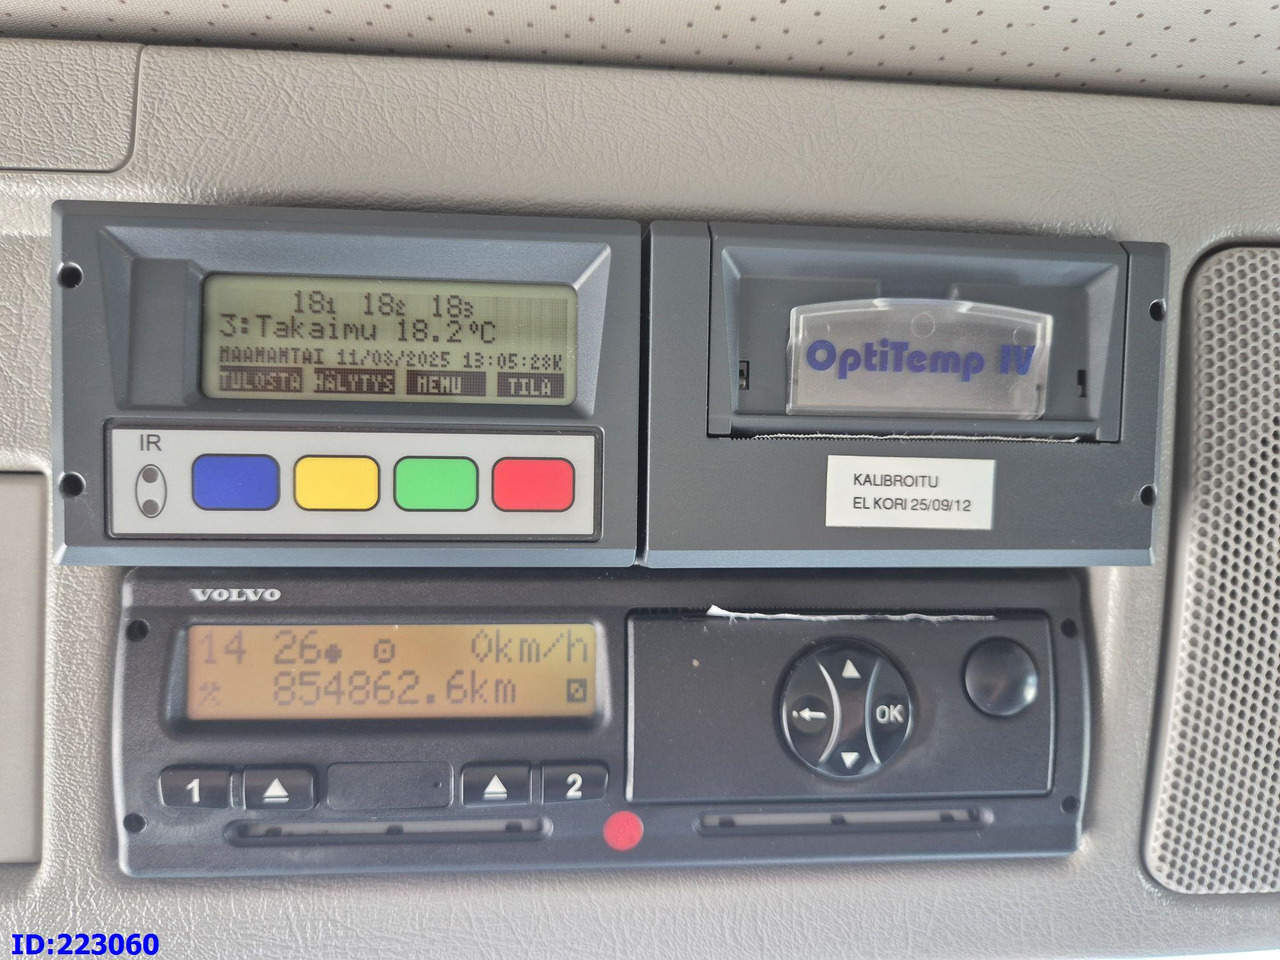 18₁ 18₂ 18₃
3:Takaimu 18.2°C
MAANANTAI 11/08/2025 13:05:28K
TULOSTA HÄLYTYS MENU TILA
IR
OptiTemp IV
KALIBROITU
EL KORI 25/09/12
VOLVO
14 26 0km/h
854862.6km
OK
1 2
ID:223060